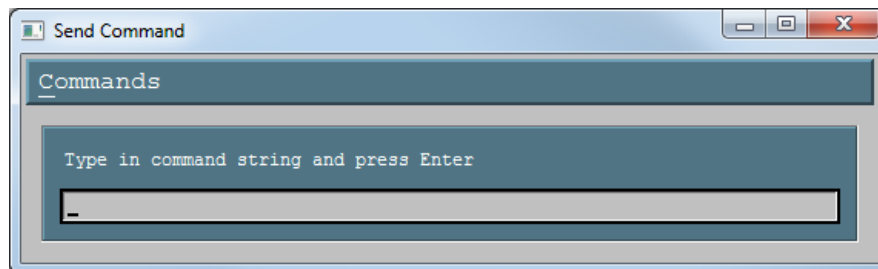 Send Command
Commands
Type in command string and press Enter